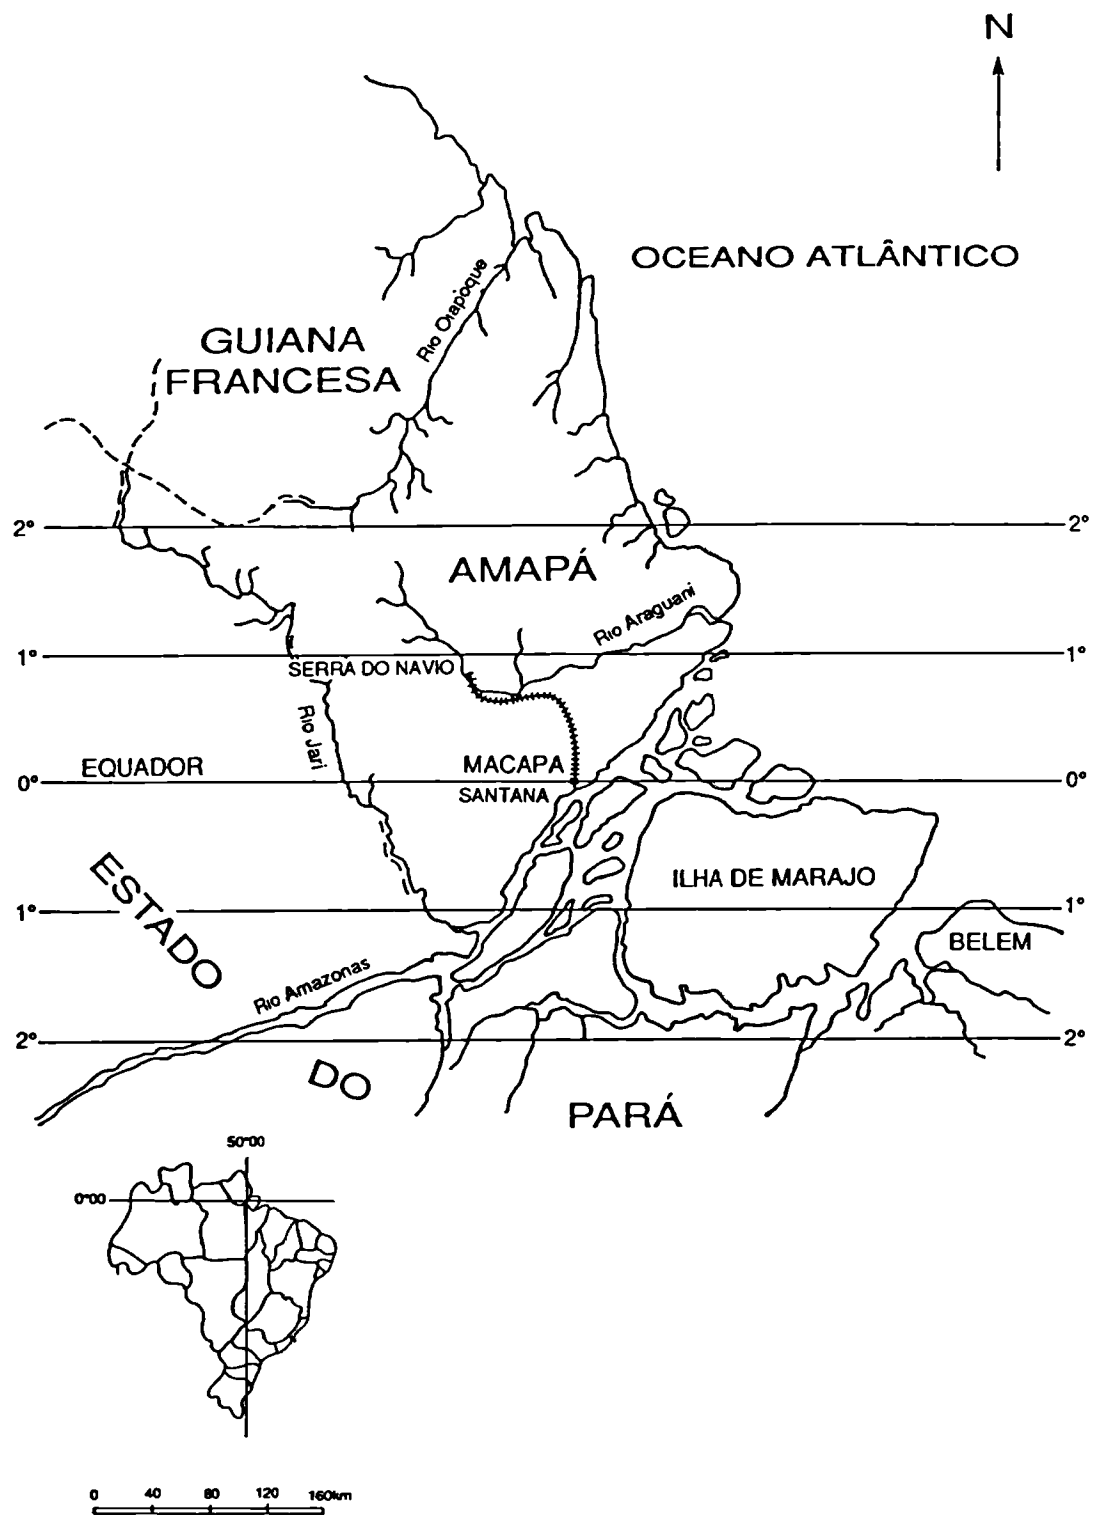 N
OCEANO ATLÂNTICO
Rio Oiapoque
GUIANA
FRANCESA
2° 2°
AMAPÁ
Rio Araguani
1° 1°
SERRA DO NAVIO
Rio Jari
EQUADOR
MACAPA
0° 0°
SANTANA
ESTADO
ILHA DE MARAJO
1° 1°
BELEM
Rio Amazonas
2° 2°
DO
PARÁ
50°00
0°00
0 40 80 120 160km